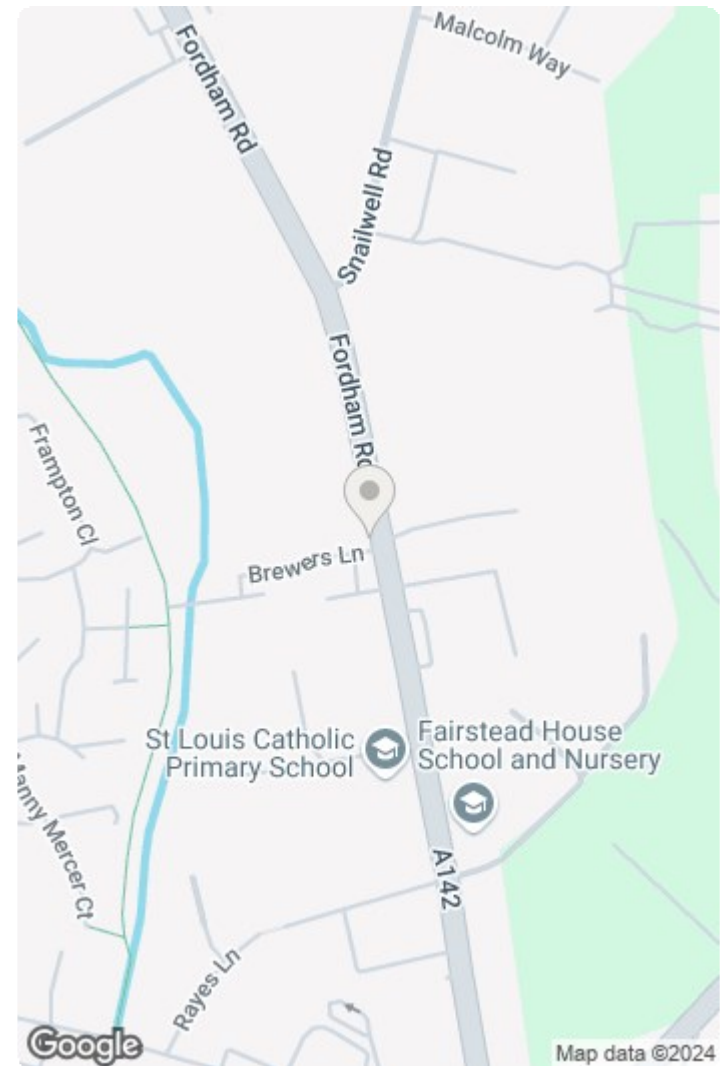 Malcolm Way
Fordham Rd
Snailwell Rd
Fordham Rd
Frampton Cl
Brewers Ln
St Louis Catholic
Primary School
Fairstead House
School and Nursery
Manny Mercer Ct
A142
Rayes Ln
Google
Map data ©2024